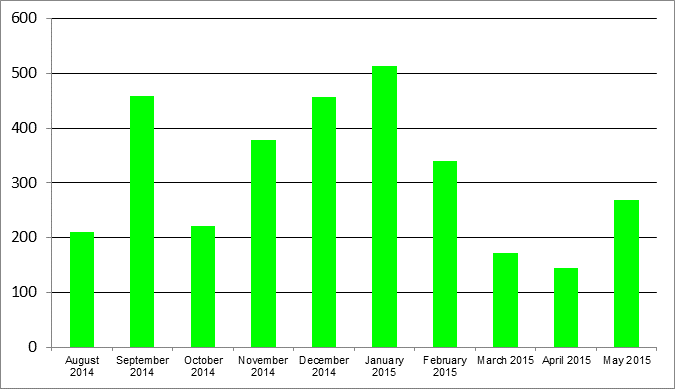 600
500
400
300
200
100
0
August 2014
September 2014
October 2014
November 2014
December 2014
January 2015
February 2015
March 2015
April 2015
May 2015